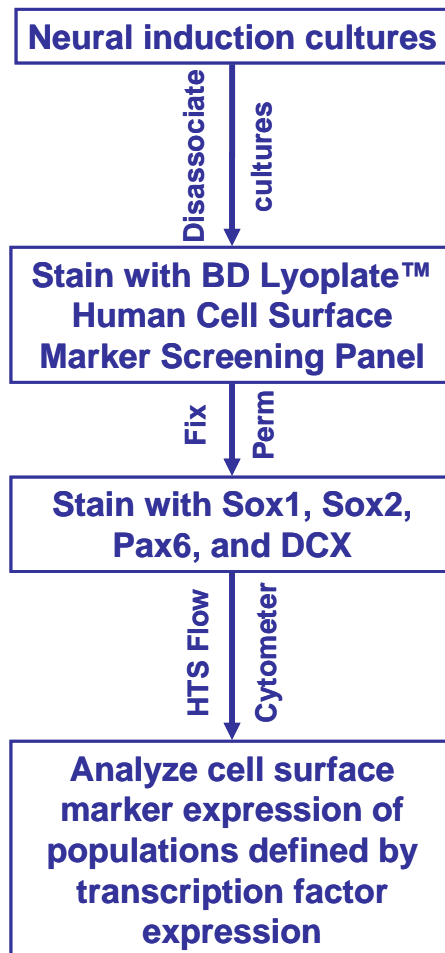 Neural induction cultures
Disassociate
cultures
Stain with BD Lyoplate™
Human Cell Surface
Marker Screening Panel
Fix
Perm
Stain with Sox1, Sox2,
Pax6, and DCX
HTS Flow
Cytometer
Analyze cell surface
marker expression of
populations defined by
transcription factor
expression